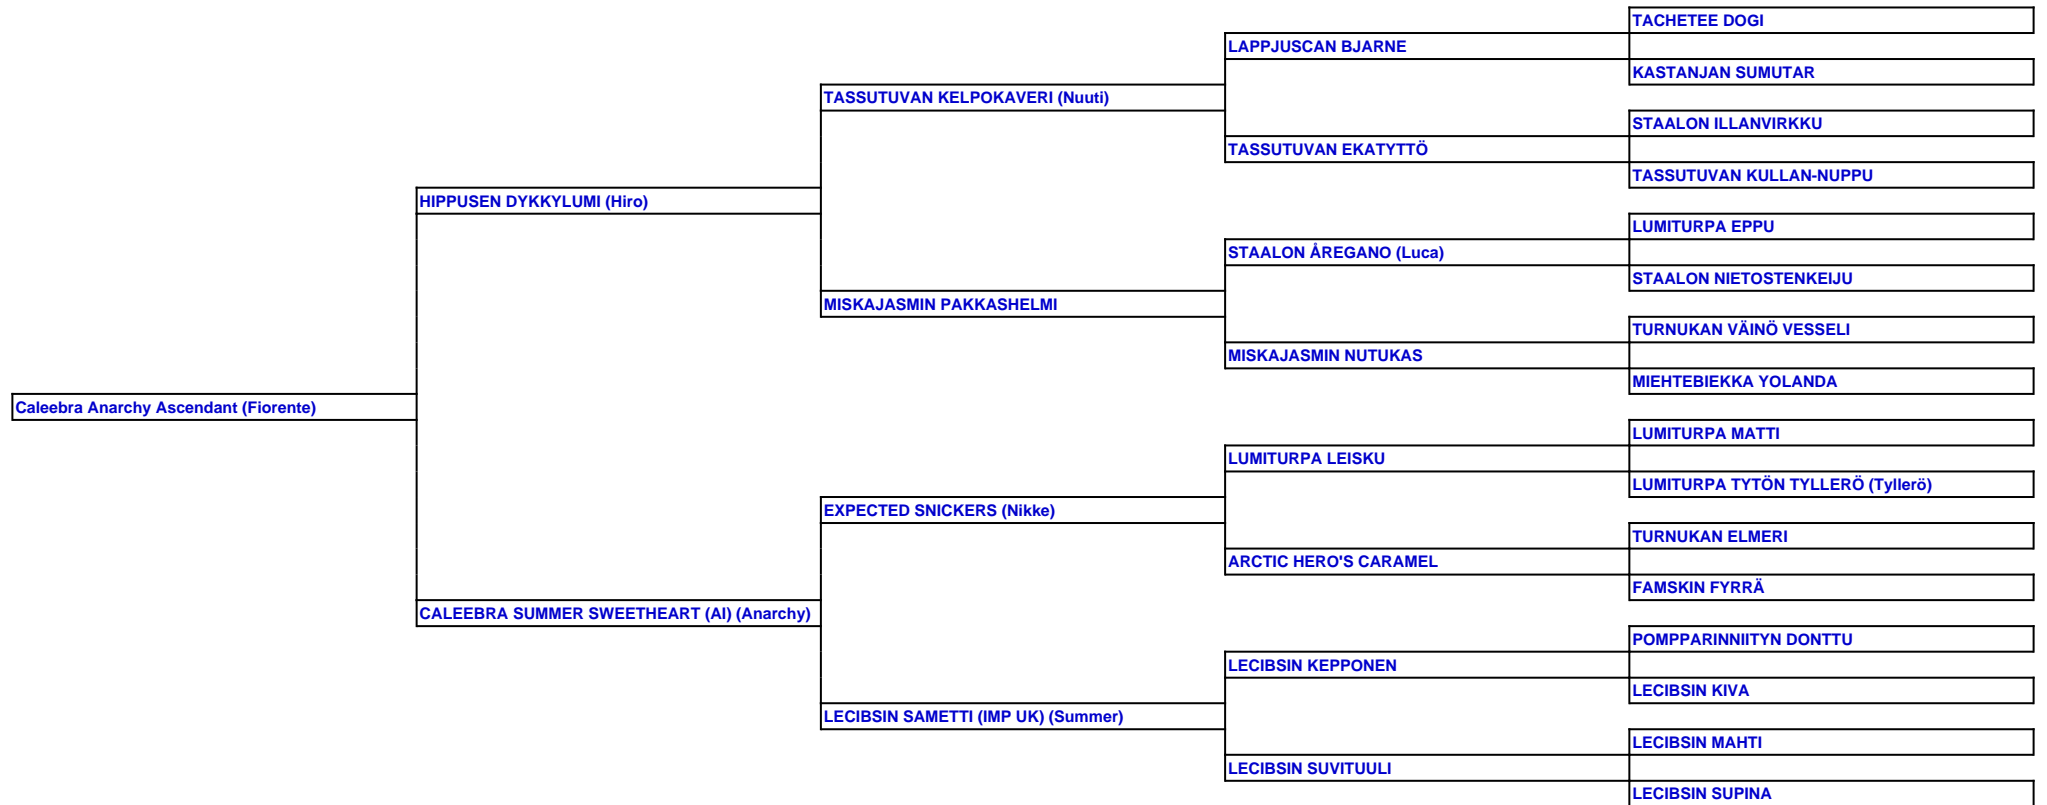 TACHETEE DOGI
LAPPJUSCAN BJARNE
KASTANJAN SUMUTAR
TASSUTUVAN KELPOKAVERI (Nuuti)
STAALON ILLANVIRKKU
TASSUTUVAN EKATYTTÖ
TASSUTUVAN KULLAN-NUPPU
HIPPUSEN DYKKYLUMI (Hiro)
LUMITURPA EPPU
STAALON ÅREGANO (Luca)
STAALON NIETOSTENKEIJU
MISKAJASMIN PAKKASHELMI
TURNUKAN VÄINÖ VESSELI
MISKAJASMIN NUTUKAS
MIEHTEBIEKKA YOLANDA
Caleebra Anarchy Ascendant (Fiorente)
LUMITURPA MATTI
LUMITURPA LEISKU
LUMITURPA TYTÖN TYLLERÖ (Tyllerö)
EXPECTED SNICKERS (Nikke)
TURNUKAN ELMERI
ARCTIC HERO'S CARAMEL
FAMSKIN FYRRÄ
CALEEBRA SUMMER SWEETHEART (AI) (Anarchy)
POMPPARINNIITYN DONTTU
LECIBSIN KEPPONEN
LECIBSIN KIVA
LECIBSIN SAMETTI (IMP UK) (Summer)
LECIBSIN MAHTI
LECIBSIN SUVITUULI
LECIBSIN SUPINA